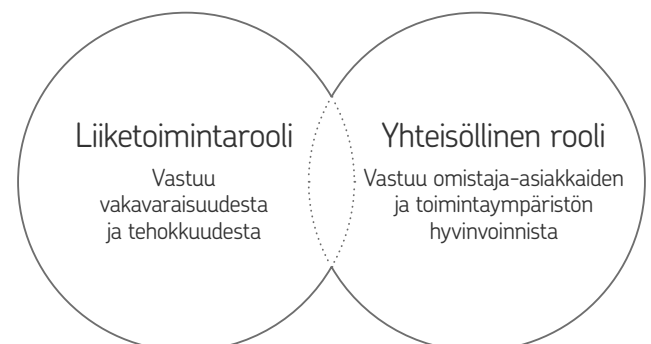 Liiketoimintarooli
Vastuu
vakavaraisuudesta
ja tehokkuudesta
Yhteisöllinen rooli
Vastuu omistaja-asiakkaiden
ja toimintaympäristön
hyvinvoinnista